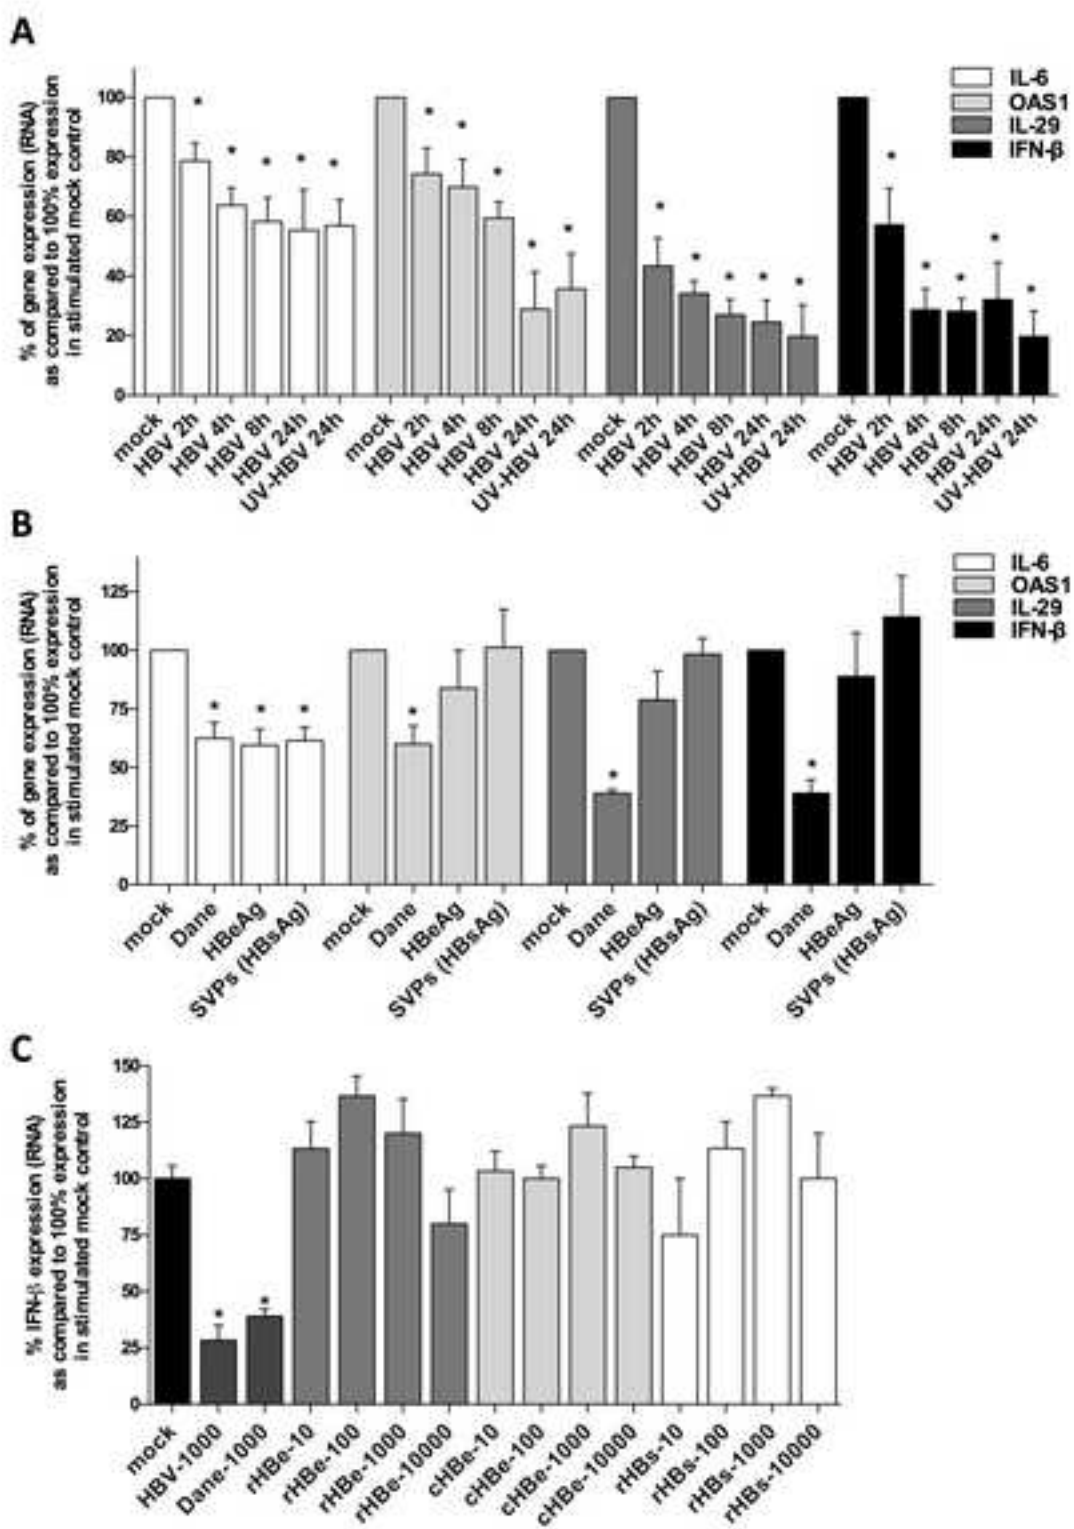 A
% of gene expression (RNA)
as compared to 100% expression
in stimulated mock control
100
80
60
40
20
0
IL-6
OAS1
IL-29
IFN-β
mock
HBV 2h
HBV 4h
HBV 8h
HBV 24h
UV-HBV 24h
mock
HBV 2h
HBV 4h
HBV 8h
HBV 24h
UV-HBV 24h
mock
HBV 2h
HBV 4h
HBV 8h
HBV 24h
UV-HBV 24h
mock
HBV 2h
HBV 4h
HBV 8h
HBV 24h
UV-HBV 24h
B
% of gene expression (RNA)
as compared to 100% expression
in stimulated mock control
125
100
75
50
25
0
IL-6
OAS1
IL-29
IFN-β
mock
Dane
HBeAg
SVPs (HBsAg)
mock
Dane
HBeAg
SVPs (HBsAg)
mock
Dane
HBeAg
SVPs (HBsAg)
mock
Dane
HBeAg
SVPs (HBsAg)
C
% IFN-β expression (RNA)
as compared to 100% expression
in stimulated mock control
150
125
100
75
50
25
0
mock
HBV-1000
Dane-1000
rHBe-10
rHBe-100
rHBe-1000
rHBe-10000
cHBe-10
cHBe-100
cHBe-1000
cHBe-10000
rHBs-10
rHBs-100
rHBs-1000
rHBs-10000